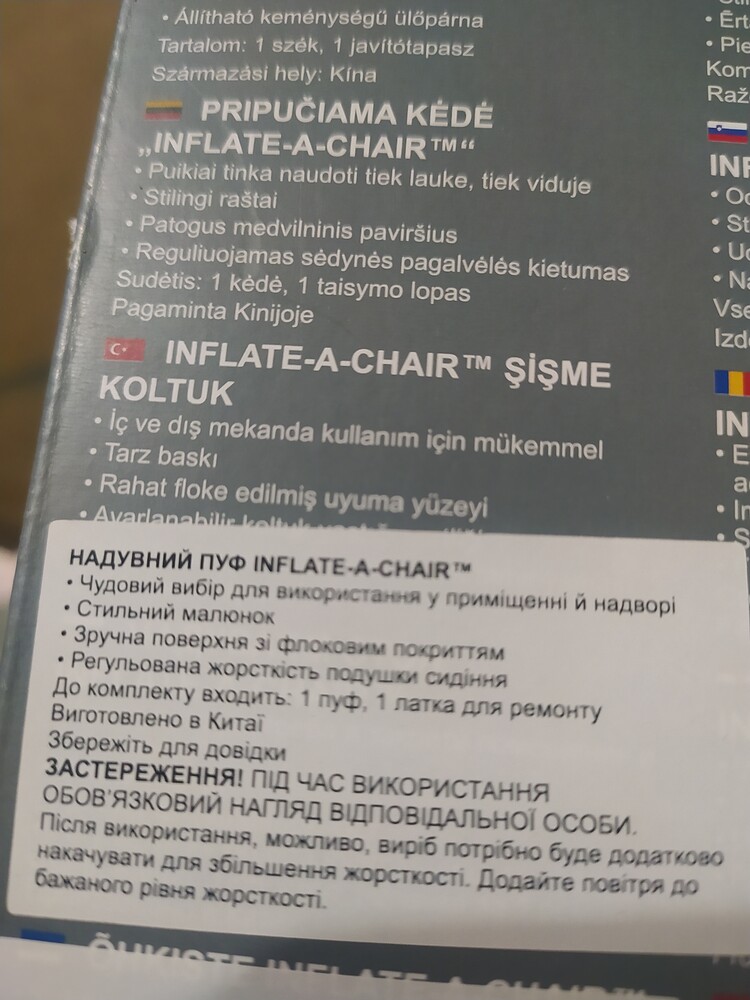 • Állítható keménységű ülőpárna
Tartalom: 1 szék, 1 javítótapasz
Származási hely: Kína
PRIPUČIAMA KĖDĖ
„INFLATE-A-CHAIR™“
• Puikiai tinka naudoti tiek lauke, tiek viduje
• Stilingi raštai
• Patogus medvilninis paviršius
• Reguliuojamas sėdynės pagalvėlės kietumas
Sudėtis: 1 kėdė, 1 taisymo lopas
Pagaminta Kinijoje
INFLATE-A-CHAIR™ ŞİŞME
KOLTUK
• İç ve dış mekanda kullanım için mükemmel
• Tarz baskı
• Rahat floke edilmiş uyuma yüzeyi
• Ayarlanabilir koltuk
НАДУВНИЙ ПУФ INFLATE-A-CHAIR™
• Чудовий вибір для використання у приміщенні й надворі
• Стильний малюнок
• Зручна поверхня зі флоковим покриттям
• Регульована жорсткість подушки сидіння
До комплекту входить: 1 пуф, 1 латка для ремонту
Виготовлено в Китаї
Збережіть для довідки
ЗАСТЕРЕЖЕННЯ! ПІД ЧАС ВИКОРИСТАННЯ
ОБОВ'ЯЗКОВИЙ НАГЛЯД ВІДПОВІДАЛЬНОЇ ОСОБИ.
Після використання, можливо, виріб потрібно буде додатково
накачувати для збільшення жорсткості. Додайте повітря до
бажаного рівня жорсткості.
INFLATE-A-CHAIR™